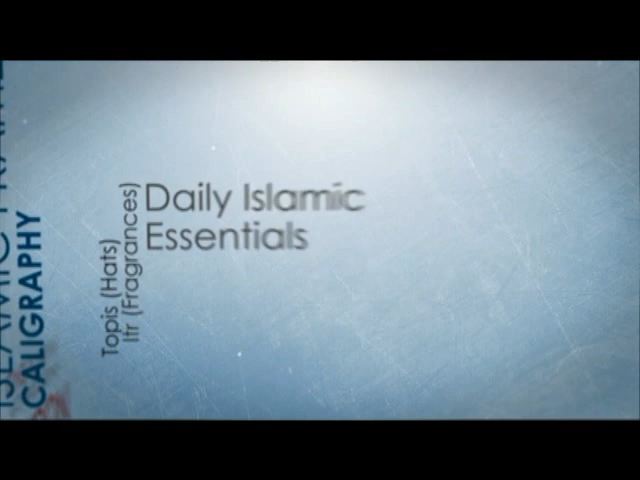 CALIGRAPHY
Topis (Hats)
Itr (Fragrances)
Daily Islamic
Essentials